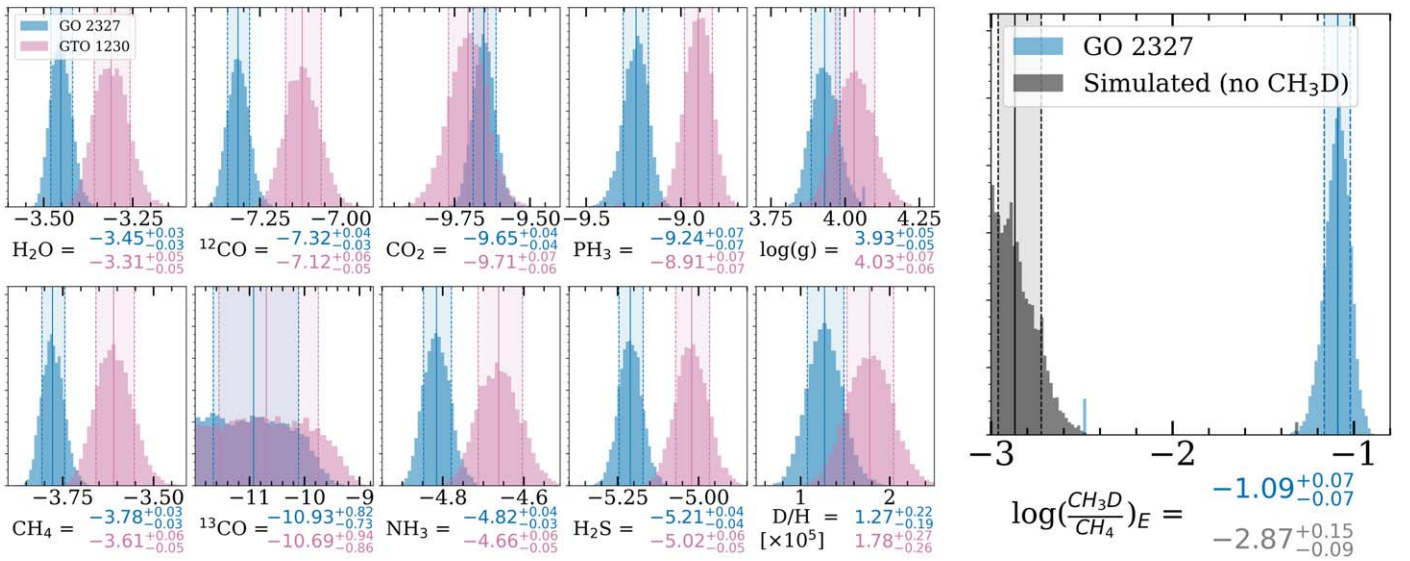 GO 2327
GTO 1230
−3.50 −3.25
H₂O = −3.45 +0.03 −0.03
−3.31 +0.05 −0.05
−7.25 −7.00
¹²CO = −7.32 +0.04 −0.03
−7.12 +0.06 −0.05
−9.75 −9.50
CO₂ = −9.65 +0.04 −0.04
−9.71 +0.07 −0.06
−9.5 −9.0
PH₃ = −9.24 +0.07 −0.07
−8.91 +0.07 −0.07
3.75 4.00 4.25
log(g) = 3.93 +0.05 −0.05
4.03 +0.07 −0.06
−3.75 −3.50
CH₄ = −3.78 +0.03 −0.03
−3.61 +0.06 −0.05
−11 −10 −9
¹³CO = −10.93 +0.82 −0.73
−10.69 +0.94 −0.86
−4.8 −4.6
NH₃ = −4.82 +0.04 −0.03
−4.66 +0.06 −0.05
−5.25 −5.00
H₂S = −5.21 +0.04 −0.04
−5.02 +0.06 −0.05
1 2
D/H = 1.27 +0.22 −0.19
[×10⁵] 1.78 +0.27 −0.26
GO 2327
Simulated (no CH₃D)
−3 −2 −1
log(CH₃D/CH₄)E = −1.09 +0.07 −0.07
−2.87 +0.15 −0.09